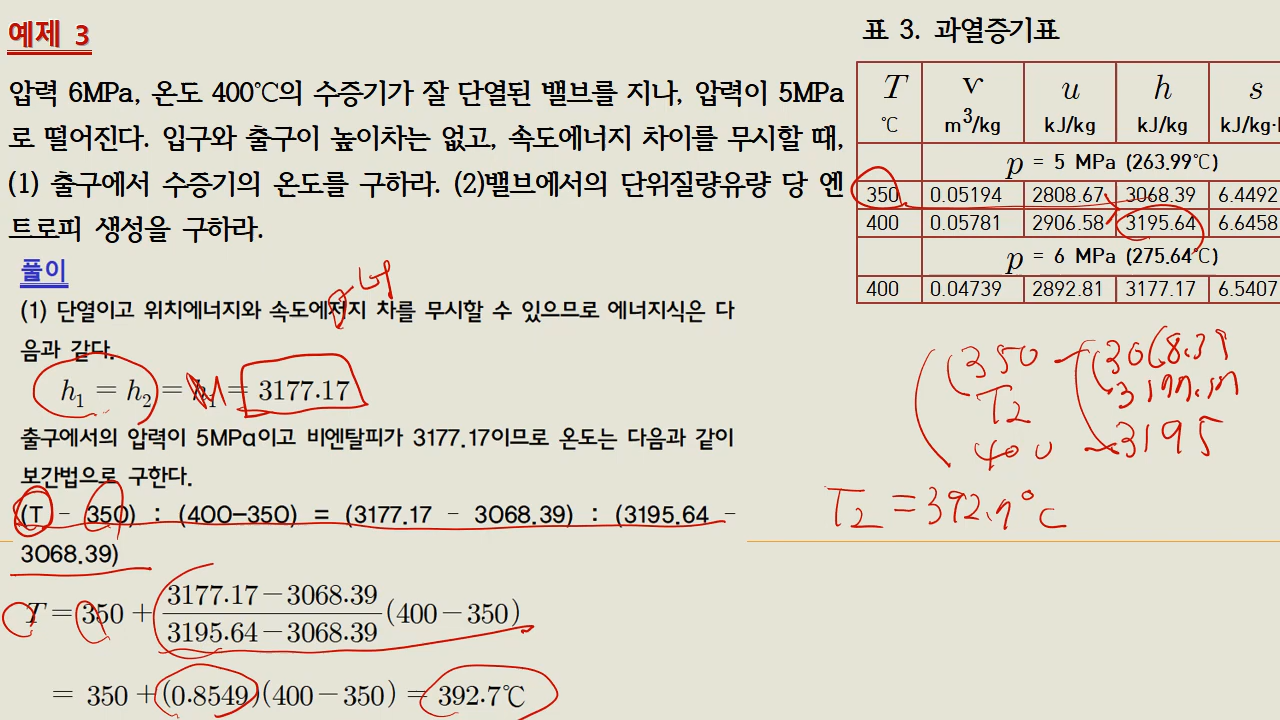 예제 3
압력 6MPa, 온도 400℃의 수증기가 잘 단열된 밸브를 지나, 압력이 5MPa
로 떨어진다. 입구와 출구이 높이차는 없고, 속도에너지 차이를 무시할 때,
(1) 출구에서 수증기의 온도를 구하라. (2)밸브에서의 단위질량유량 당 엔
트로피 생성을 구하라.
풀이
(1) 단열이고 위치에너지와 속도에저지 차를 무시할 수 있으므로 에너지식은 다
음과 같다.
h₁ = h₂ = h₁ = 3177.17
출구에서의 압력이 5MPa이고 비엔탈피가 3177.17이므로 온도는 다음과 같이
보간법으로 구한다.
(T - 350) : (400-350) = (3177.17 - 3068.39) : (3195.64 -
3068.39)
T = 350 + (3177.17-3068.39)/(3195.64-3068.39) (400-350)
= 350 + (0.8549)(400-350) = 392.7℃
표 3. 과열증기표
T v u h s
℃ m³/kg kJ/kg kJ/kg kJ/kg·
p = 5 MPa (263.99℃)
350 0.05194 2808.67 3068.39 6.4492
400 0.05781 2906.58 3195.64 6.6458
p = 6 MPa (275.64℃)
400 0.04739 2892.81 3177.17 6.5407
350 3068.39
T₂ 3177.17
400 3195
T₂ = 392.7°C